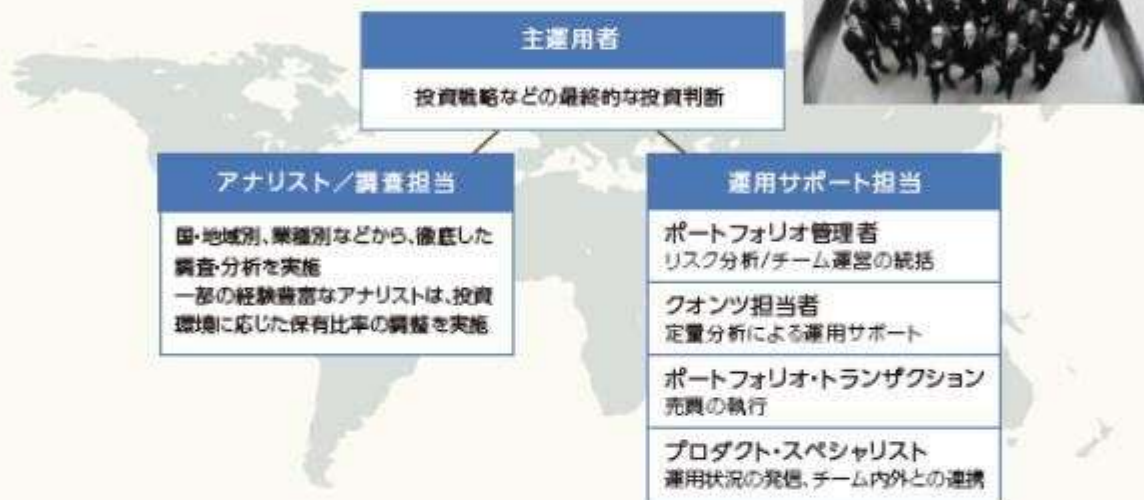 主運用者
投資戦略などの最終的な投資判断
アナリスト／調査担当
国・地域別、業種別などから、徹底した
調査・分析を実施
一部の経験豊富なアナリストは、投資
環境に応じた保有比率の調整を実施
運用サポート担当
ポートフォリオ管理者
リスク分析/チーム運営の統括
クオンツ担当者
定量分析による運用サポート
ポートフォリオ・トランザクション
売買の執行
プロダクト・スペシャリスト
運用状況の発信、チーム内外との連携